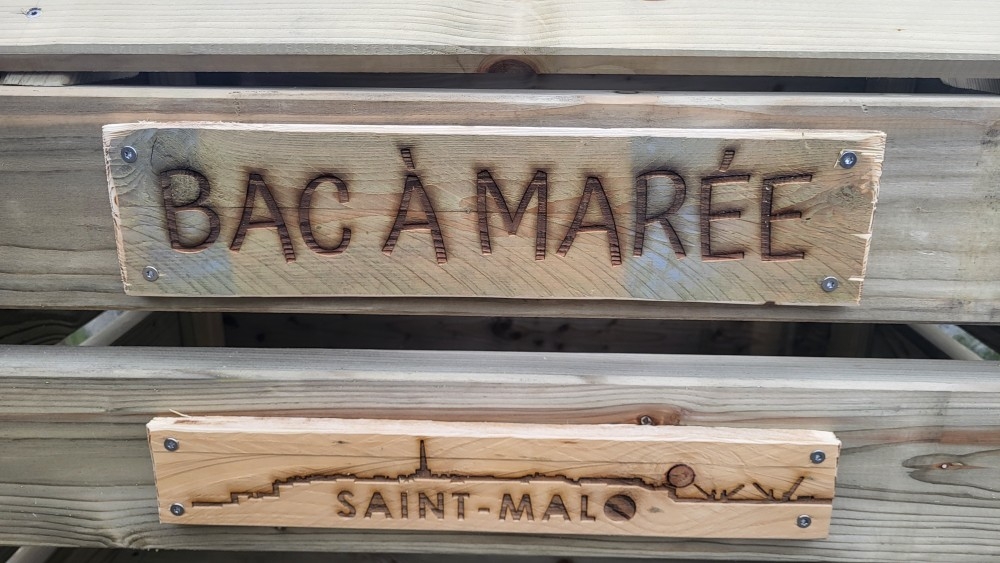 BAC À MARÉE
SAINT-MALO